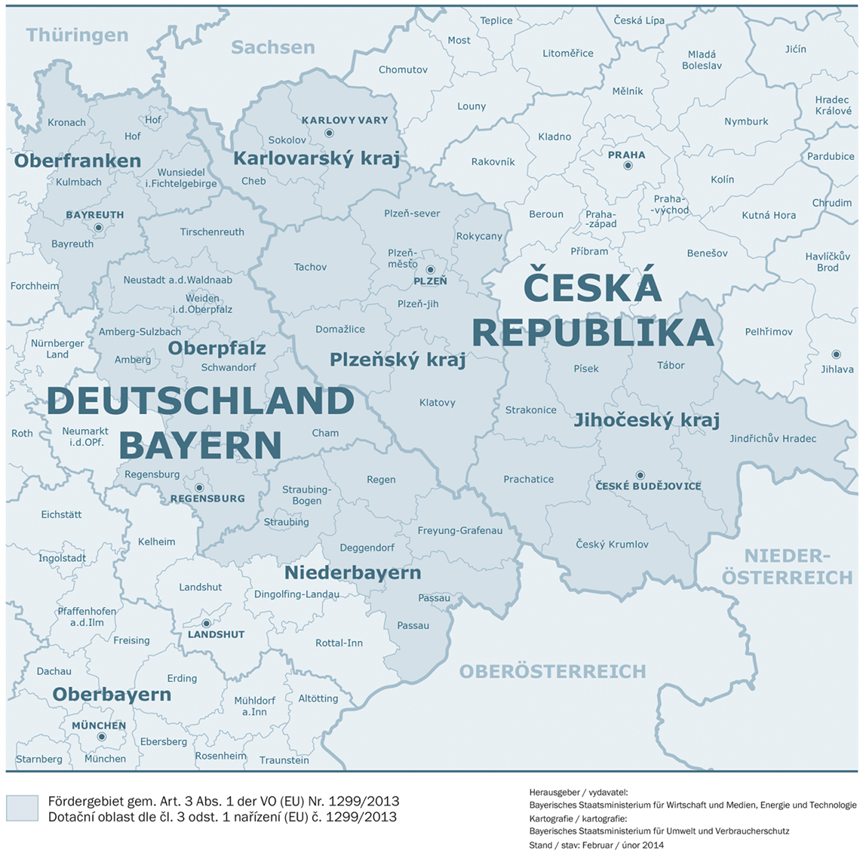 Thüringen
Sachsen
Teplice
Most
Česká Lípa
Chomutov
Litoměřice
Mladá
Boleslav
Jičín
Mělník
Louny
Hradec
Králové
Nymburk
Kronach
Hof
Hof
KARLOVY VARY
Sokolov
Kladno
Oberfranken
Karlovarský kraj
Rakovník
PRAHA
Pardubice
Kulmbach
Wunsiedel
i.Fichtelgebirge
Cheb
Kolín
BAYREUTH
Bayreuth
Plzeň-sever
Beroun
Praha-
západ
Praha-
-východ
Kutná Hora
Chrudim
Tirschenreuth
Rokycany
Tachov
Plzeň-
město
PLZEŇ
Příbram
Benešov
Havlíčkův
Brod
Forchheim
Neustadt a.d.Waldnaab
Weiden
i.d.Oberpfalz
Plzeň-jih
ČESKÁ
REPUBLIKA
Amberg-Sulzbach
Domažlice
Pelhřimov
Nürnberger
Land
Amberg
Oberpfalz
Schwandorf
Plzeňský kraj
Písek
Tábor
Jihlava
DEUTSCHLAND
BAYERN
Klatovy
Strakonice
Jihočeský kraj
Roth
Neumarkt
i.d.OPf.
Cham
Jindřichův Hradec
Regensburg
REGENSBURG
Straubing-
Bogen
Regen
Prachatice
ČESKÉ BUDĚJOVICE
Eichstätt
Straubing
Freyung-Grafenau
Kelheim
Deggendorf
Český Krumlov
Ingolstadt
Niederbayern
NIEDER-
ÖSTERREICH
Landshut
Dingolfing-Landau
Passau
Pfaffenhofen
a.d.Ilm
Freising
LANDSHUT
Rottal-Inn
Passau
Dachau
Erding
OBERÖSTERREICH
Oberbayern
Mühldorf
a.Inn
Altötting
MÜNCHEN
Ebersberg
Starnberg
München
Rosenheim
Traunstein
Fördergebiet gem. Art. 3 Abs. 1 der VO (EU) Nr. 1299/2013
Dotační oblast dle čl. 3 odst. 1 nařízení (EU) č. 1299/2013
Herausgeber / vydavatel:
Bayerisches Staatsministerium für Wirtschaft und Medien, Energie und Technologie
Kartografie / kartografie:
Bayerisches Staatsministerium für Umwelt und Verbraucherschutz
Stand / stav: Februar / únor 2014